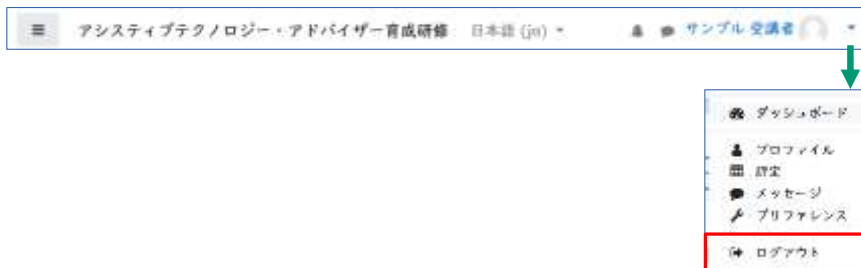 アシスティブテクノロジー・アドバイザー育成研修 日本語 (ja) サンプル 受講者
ダッシュボード
プロファイル
評定
メッセージ
プリファレンス
ログアウト